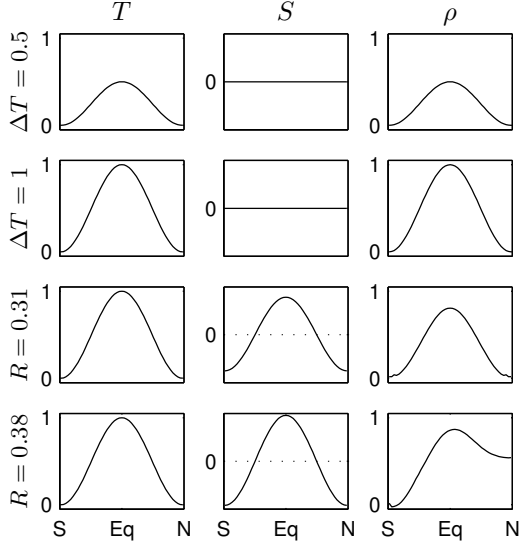 T S ρ
ΔT = 0.5
1 0
0
1 0
ΔT = 1
1 0
0
1 0
R = 0.31
1 0
0
1 0
R = 0.38
1 0
0
1 0
S Eq N S Eq N S Eq N